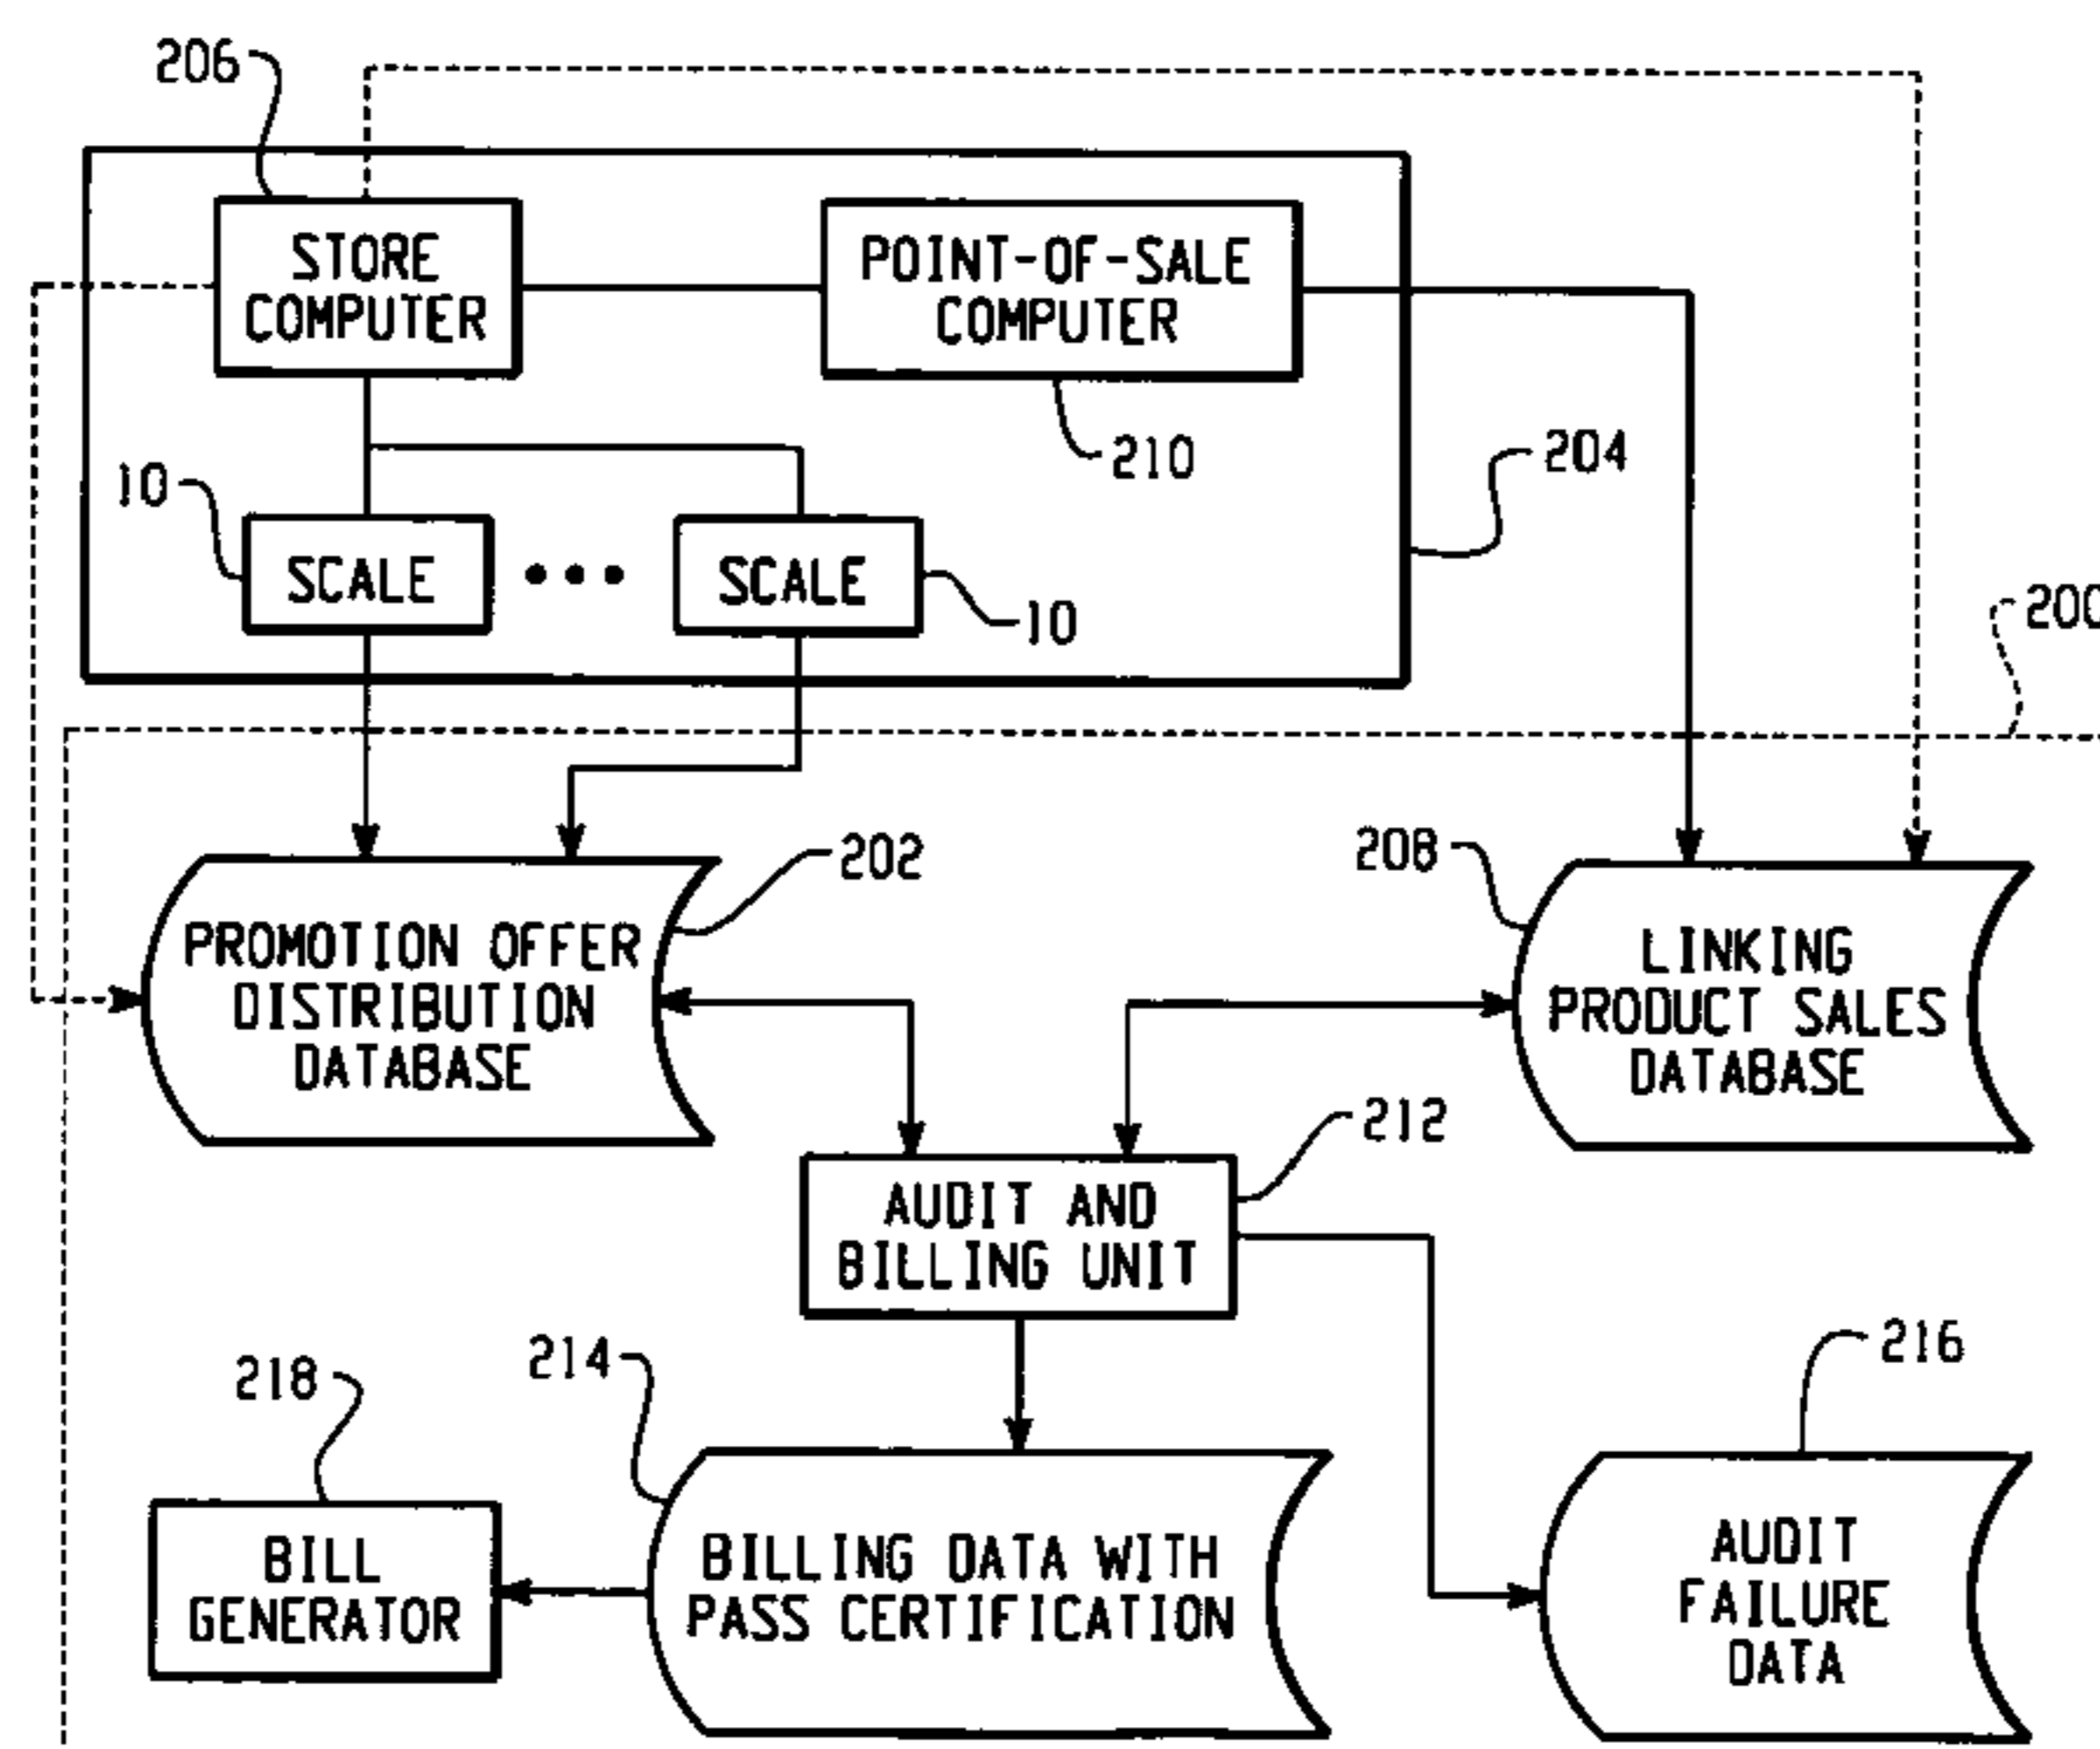 206
STORE
COMPUTER
POINT-OF-SALE
COMPUTER
210
204
10
SCALE
SCALE
10
200
202
208
PROMOTION OFFER
DISTRIBUTION
DATABASE
LINKING
PRODUCT SALES
DATABASE
212
AUDIT AND
BILLING UNIT
218
214
216
BILL
GENERATOR
BILLING DATA WITH
PASS CERTIFICATION
AUDIT
FAILURE
DATA